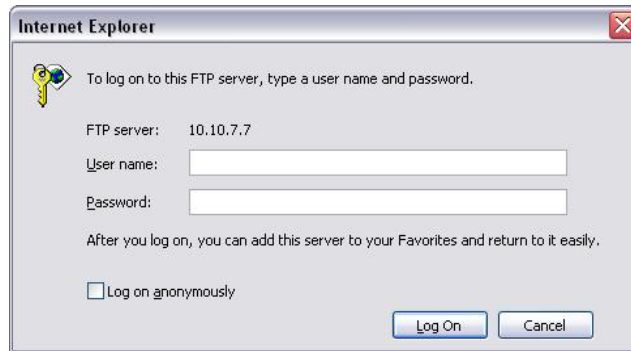 Internet Explorer
To log on to this FTP server, type a user name and password.
FTP server: 10.10.7.7
User name:
Password:
After you log on, you can add this server to your Favorites and return to it easily.
Log on anonymously
Log On Cancel